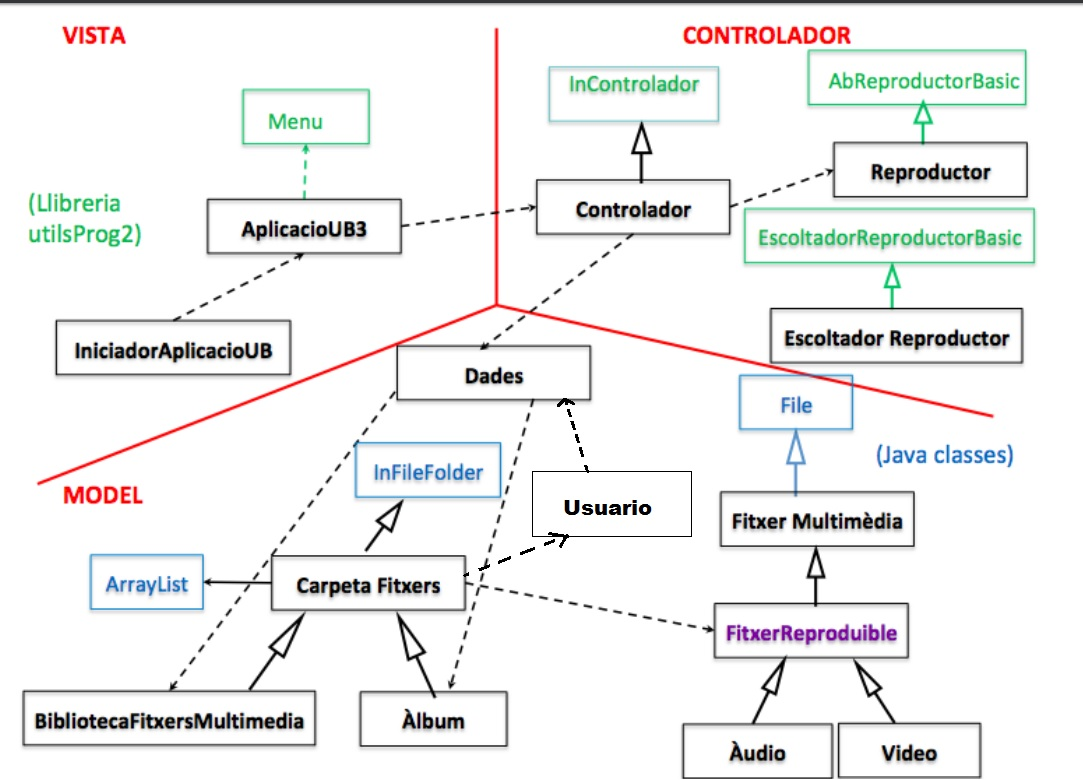 VISTA
CONTROLADOR
InControlador
AbReproductorBasic
Menu
Reproductor
(Llibreria
utilsProg2)
AplicacioUB3
Controlador
EscoltadorReproductorBasic
IniciadorAplicacioUB
Escoltador Reproductor
Dades
File
(Java classes)
InFileFolder
MODEL
Usuario
Fitxer Multimèdia
ArrayList
Carpeta Fitxers
FitxerReproduible
BibliotecaFitxersMultimedia
Àlbum
Àudio
Video